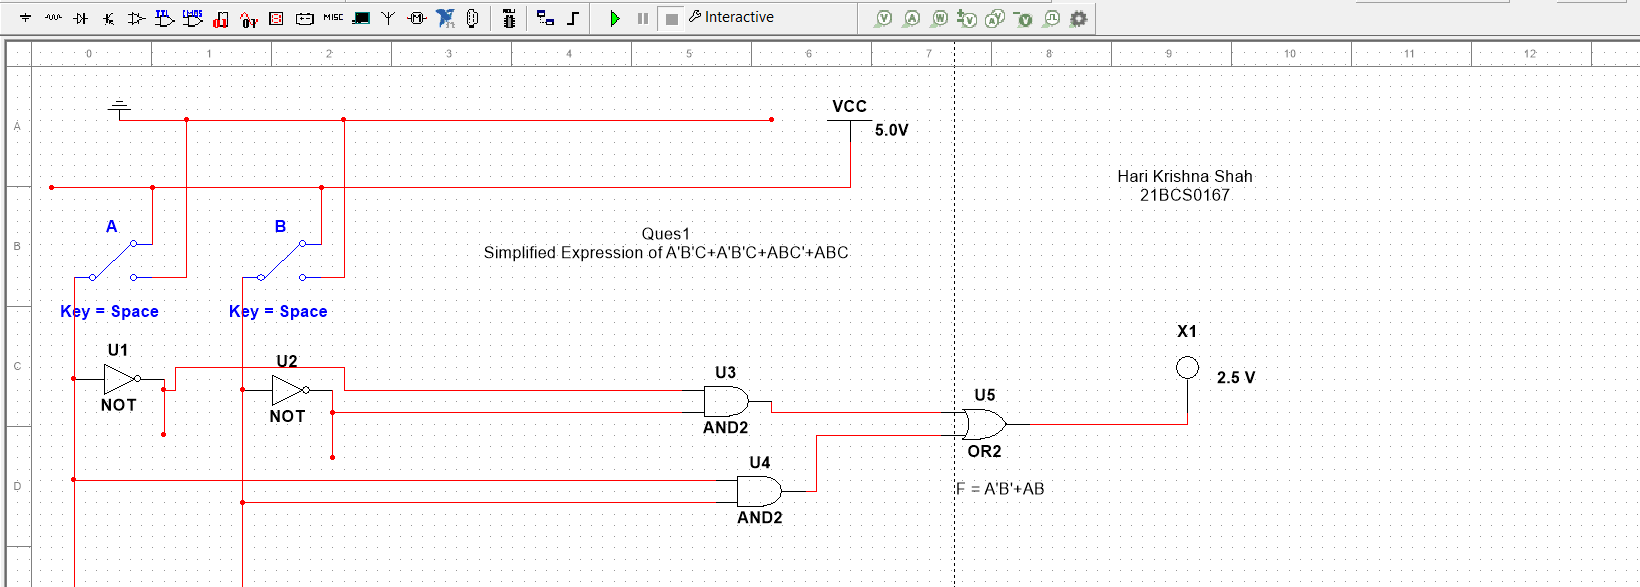 MISC
Interactive
0 1 2 3 4 5 6 7 8 9 10 11 12
A
VCC
5.0V
Hari Krishna Shah
21BCS0167
A
B
B
Ques1
Simplified Expression of A'B'C+A'B'C+ABC'+ABC
Key = Space
Key = Space
X1
U1
U2
C
U3
2.5 V
NOT
NOT
U5
AND2
OR2
U4
D
F = A'B'+AB
AND2